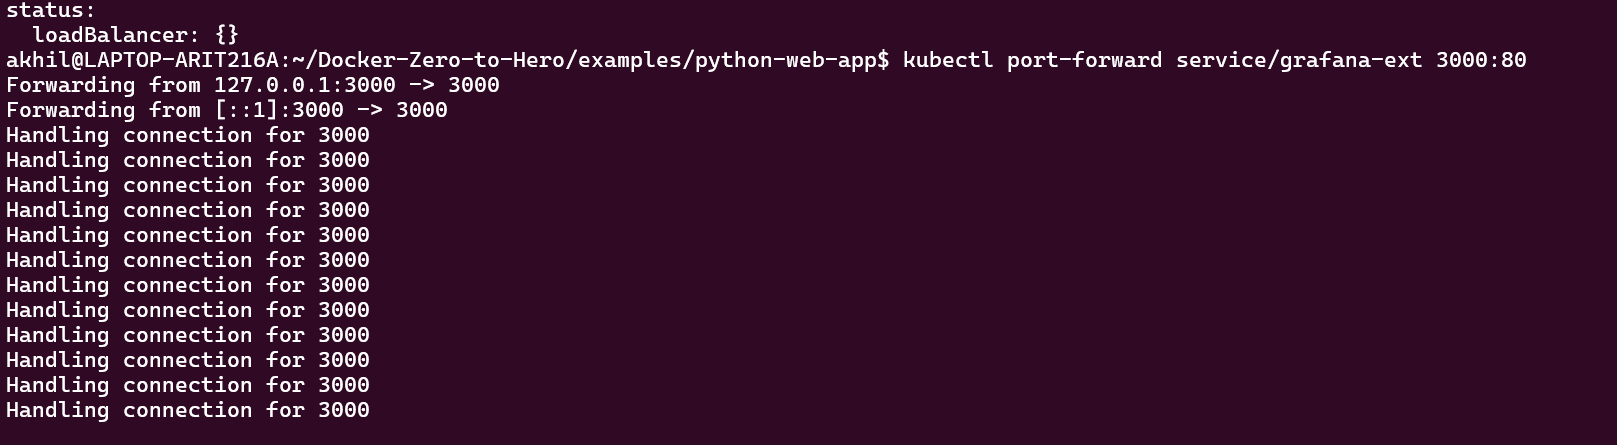 status:
  loadBalancer: {}
akhil@LAPTOP-ARIT216A:~/Docker-Zero-to-Hero/examples/python-web-app$ kubectl port-forward service/grafana-ext 3000:80
Forwarding from 127.0.0.1:3000 -> 3000
Forwarding from [::1]:3000 -> 3000
Handling connection for 3000
Handling connection for 3000
Handling connection for 3000
Handling connection for 3000
Handling connection for 3000
Handling connection for 3000
Handling connection for 3000
Handling connection for 3000
Handling connection for 3000
Handling connection for 3000
Handling connection for 3000
Handling connection for 3000